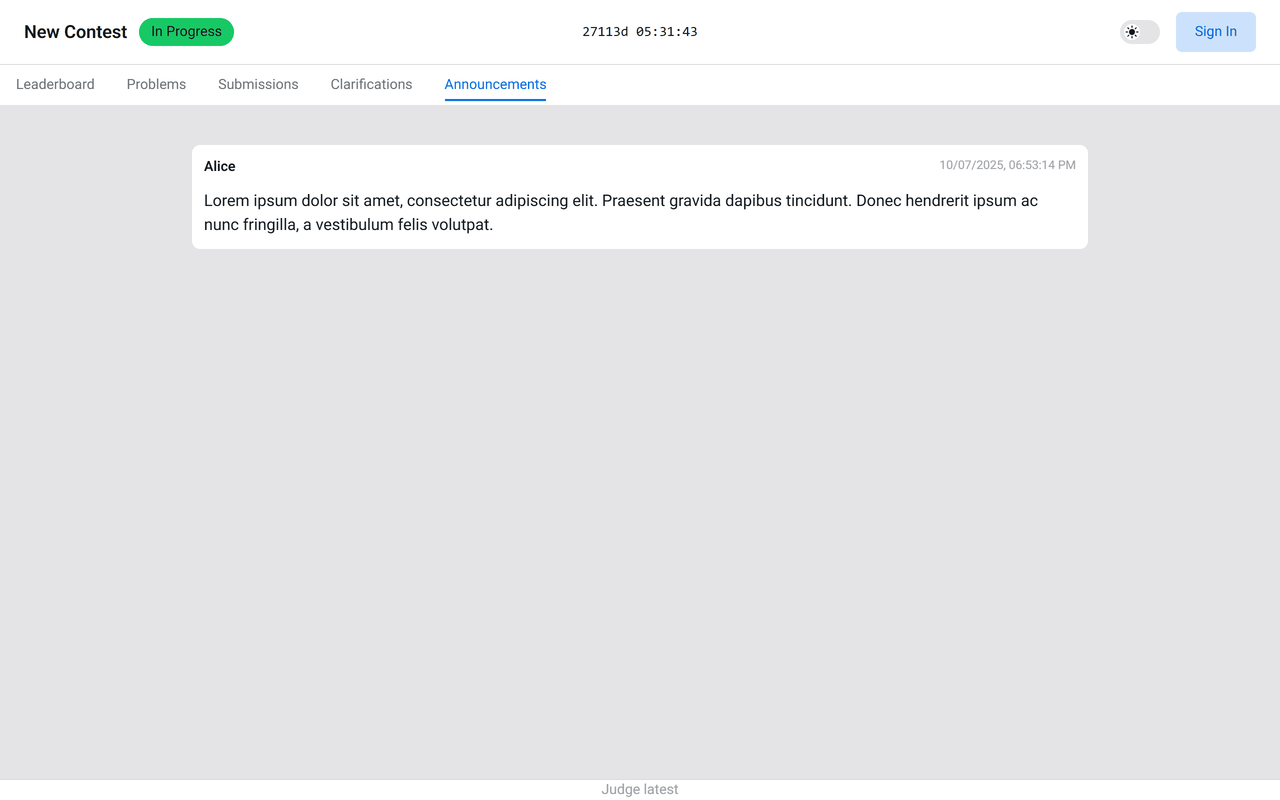 New Contest
In Progress
27113d 05:31:43
Sign In
Leaderboard
Problems
Submissions
Clarifications
Announcements
Alice
10/07/2025, 06:53:14 PM
Lorem ipsum dolor sit amet, consectetur adipiscing elit. Praesent gravida dapibus tincidunt. Donec hendrerit ipsum ac
nunc fringilla, a vestibulum felis volutpat.
Judge latest